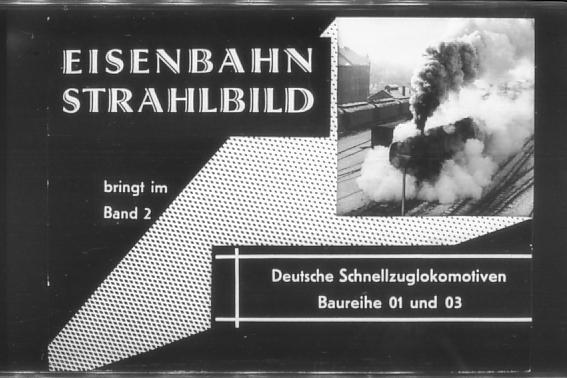 EISENBAHN
STRAHLBILD
bringt im
Band 2
Deutsche Schnellzuglokomotiven
Baureihe 01 und 03